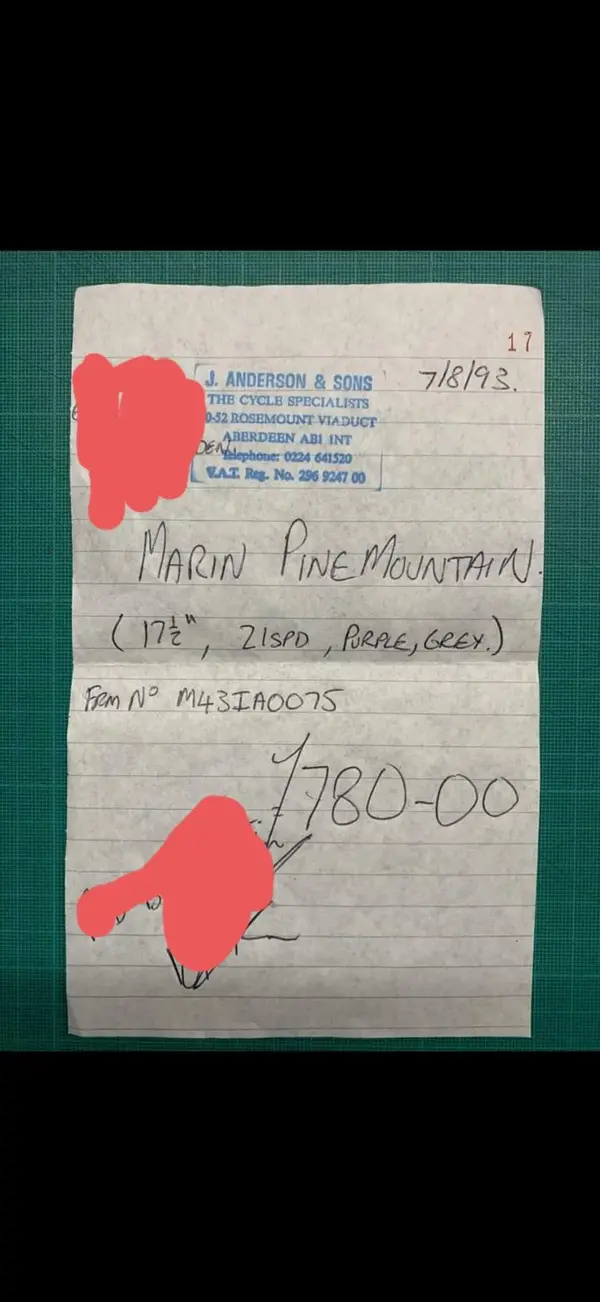 17
7/8/93.
J. ANDERSON & SONS
THE CYCLE SPECIALISTS
0-52 ROSEMOUNT VIADUCT
ABERDEEN AB1 1NT
DEN.
Telephone: 0224 641520
V.A.T. Reg. No. 296 9247 00
MARIN PINE MOUNTAIN.
(17½", 21SPD, PURPLE, GREY.)
FRM Nº M43IA0075
£780-00